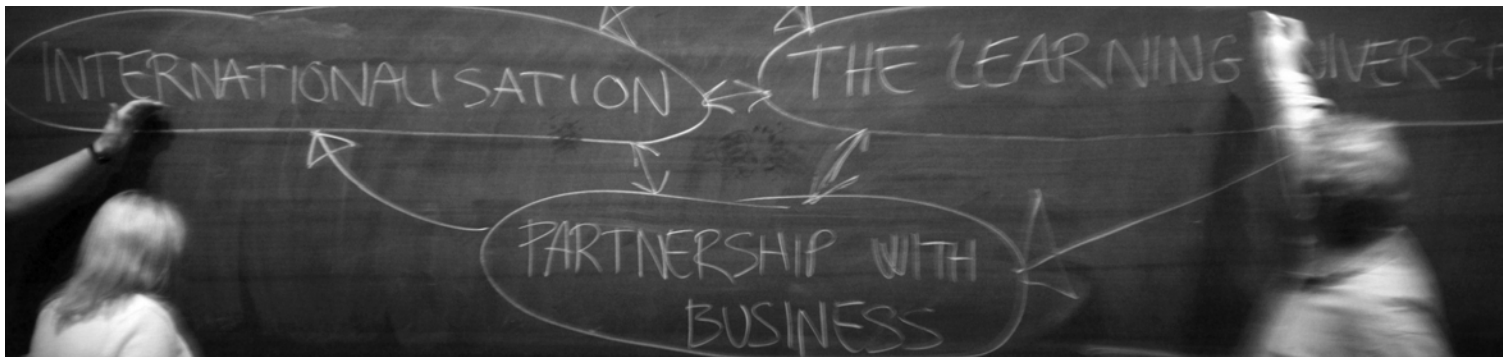 INTERNATIONALISATION
THE LEARNING
PARTNERSHIP WITH
BUSINESS